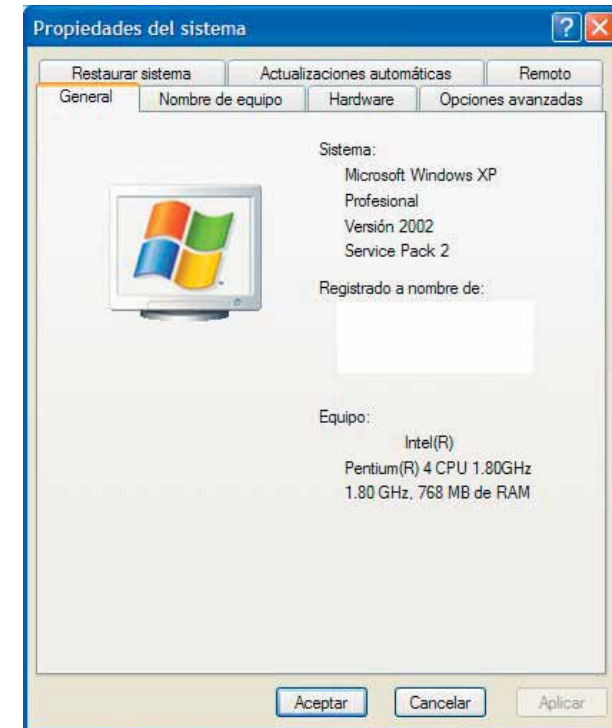 Propiedades del sistema
Restaurar sistema Actualizaciones automáticas Remoto
General Nombre de equipo Hardware Opciones avanzadas
Sistema:
Microsoft Windows XP
Profesional
Versión 2002
Service Pack 2
Registrado a nombre de:
Equipo:
Intel(R)
Pentium(R) 4 CPU 1.80GHz
1.80 GHz, 768 MB de RAM
Aceptar Cancelar Aplicar